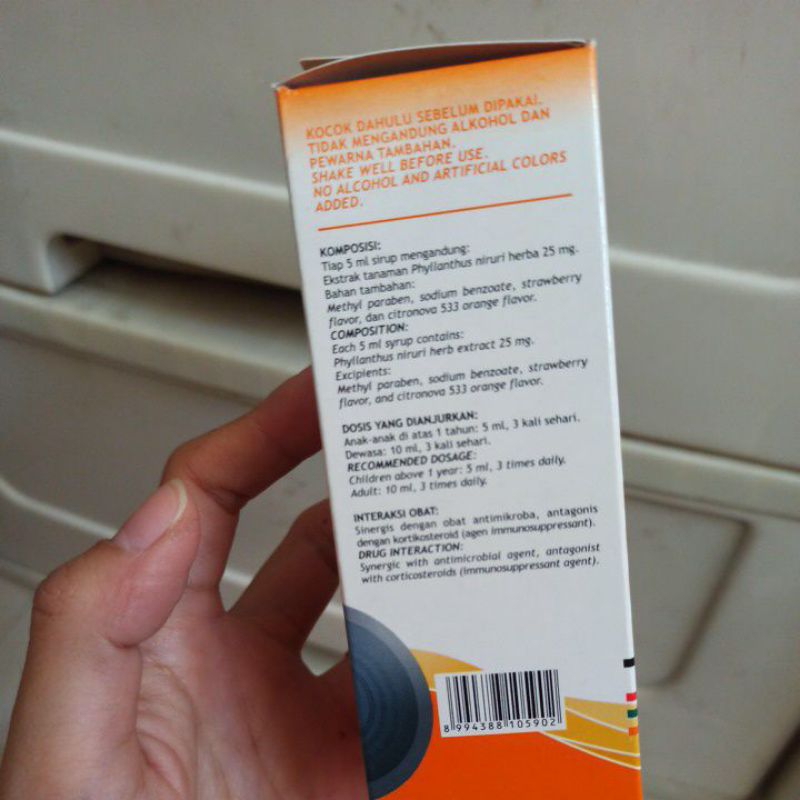 KOCOK DAHULU SEBELUM DIPAKAI.
TIDAK MENGANDUNG ALKOHOL DAN
PEWARNA TAMBAHAN.
SHAKE WELL BEFORE USE.
NO ALCOHOL AND ARTIFICIAL COLORS
ADDED.
KOMPOSISI:
Tiap 5 ml sirup mengandung:
Ekstrak tanaman Phyllanthus niruri herba 25 mg.
Bahan tambahan:
Methyl paraben, sodium benzoate, strawberry
flavor, dan citronova 533 orange flavor.
COMPOSITION:
Each 5 ml syrup contains:
Phyllanthus niruri herb extract 25 mg.
Excipients:
Methyl paraben, sodium benzoate, strawberry
flavor, and citronova 533 orange flavor.
DOSIS YANG DIANJURKAN:
Anak-anak di atas 1 tahun: 5 ml, 3 kali sehari.
Dewasa: 10 ml, 3 kali sehari.
RECOMMENDED DOSAGE:
Children above 1 year: 5 ml, 3 times daily.
Adult: 10 ml, 3 times daily.
INTERAKSI OBAT:
Sinergis dengan obat antimikroba, antagonis
dengan kortikosteroid (agen immunosuppressant).
DRUG INTERACTION:
Synergic with antimicrobial agent, antagonist
with corticosteroids (immunosuppressant agent).
8 994388 105902